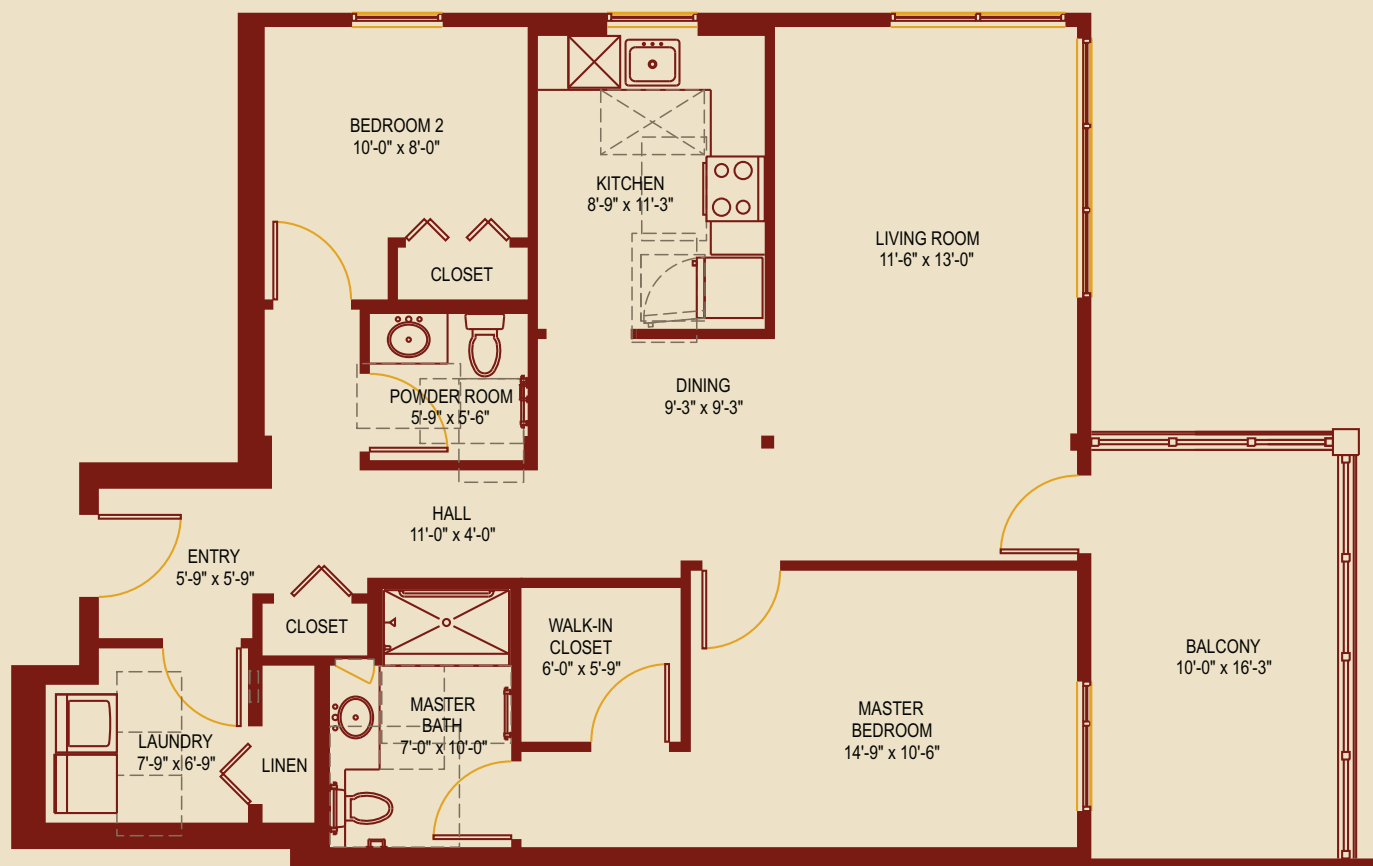 BEDROOM 2
10'-0" x 8'-0"
CLOSET
KITCHEN
8'-9" x 11'-3"
LIVING ROOM
11'-6" x 13'-0"
POWDER ROOM
5'-9" x 5'-6"
DINING
9'-3" x 9'-3"
HALL
11'-0" x 4'-0"
ENTRY
5'-9" x 5'-9"
CLOSET
WALK-IN
CLOSET
6'-0" x 5'-9"
BALCONY
10'-0" x 16'-3"
MASTER
BATH
7'-0" x 10'-0"
MASTER
BEDROOM
14'-9" x 10'-6"
LAUNDRY
7'-9" x 6'-9"
LINEN